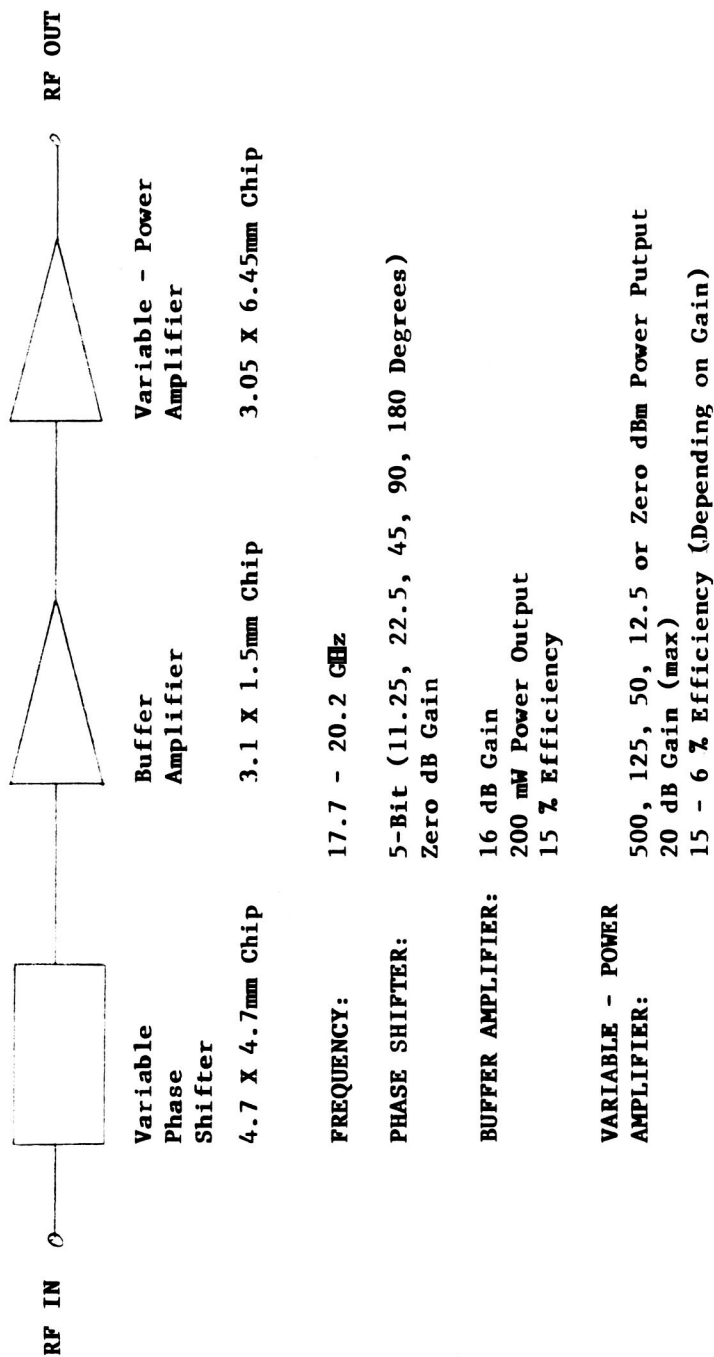 RF IN
RF OUT
Variable
Phase
Shifter
4.7 X 4.7mm Chip
Buffer
Amplifier
3.1 X 1.5mm Chip
Variable - Power
Amplifier
3.05 X 6.45mm Chip
FREQUENCY: 17.7 - 20.2 GHz
PHASE SHIFTER: 5-Bit (11.25, 22.5, 45, 90, 180 Degrees)
Zero dB Gain
BUFFER AMPLIFIER: 16 dB Gain
200 mW Power Output
15 % Efficiency
VARIABLE - POWER
AMPLIFIER: 500, 125, 50, 12.5 or Zero dBm Power Putput
20 dB Gain (max)
15 - 6 % Efficiency (Depending on Gain)